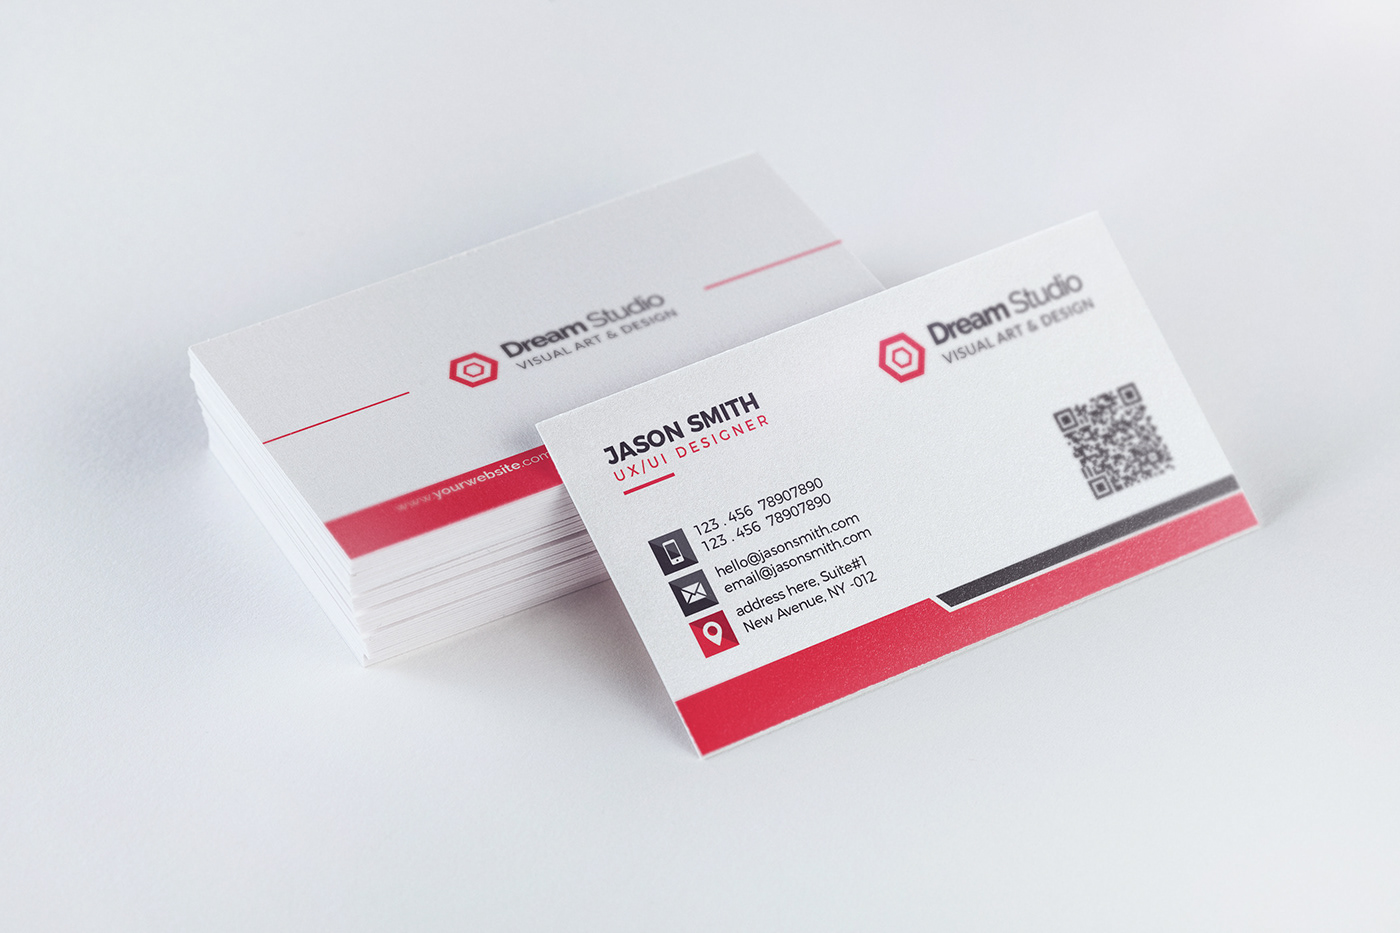 Dream Studio
VISUAL ART & DESIGN
www.yourwebsite.com
Dream Studio
VISUAL ART & DESIGN
JASON SMITH
UX/UI DESIGNER
123 . 456 78907890
123 . 456 78907890
hello@jasonsmith.com
email@jasonsmith.com
address here, Suite#1
New Avenue, NY -012